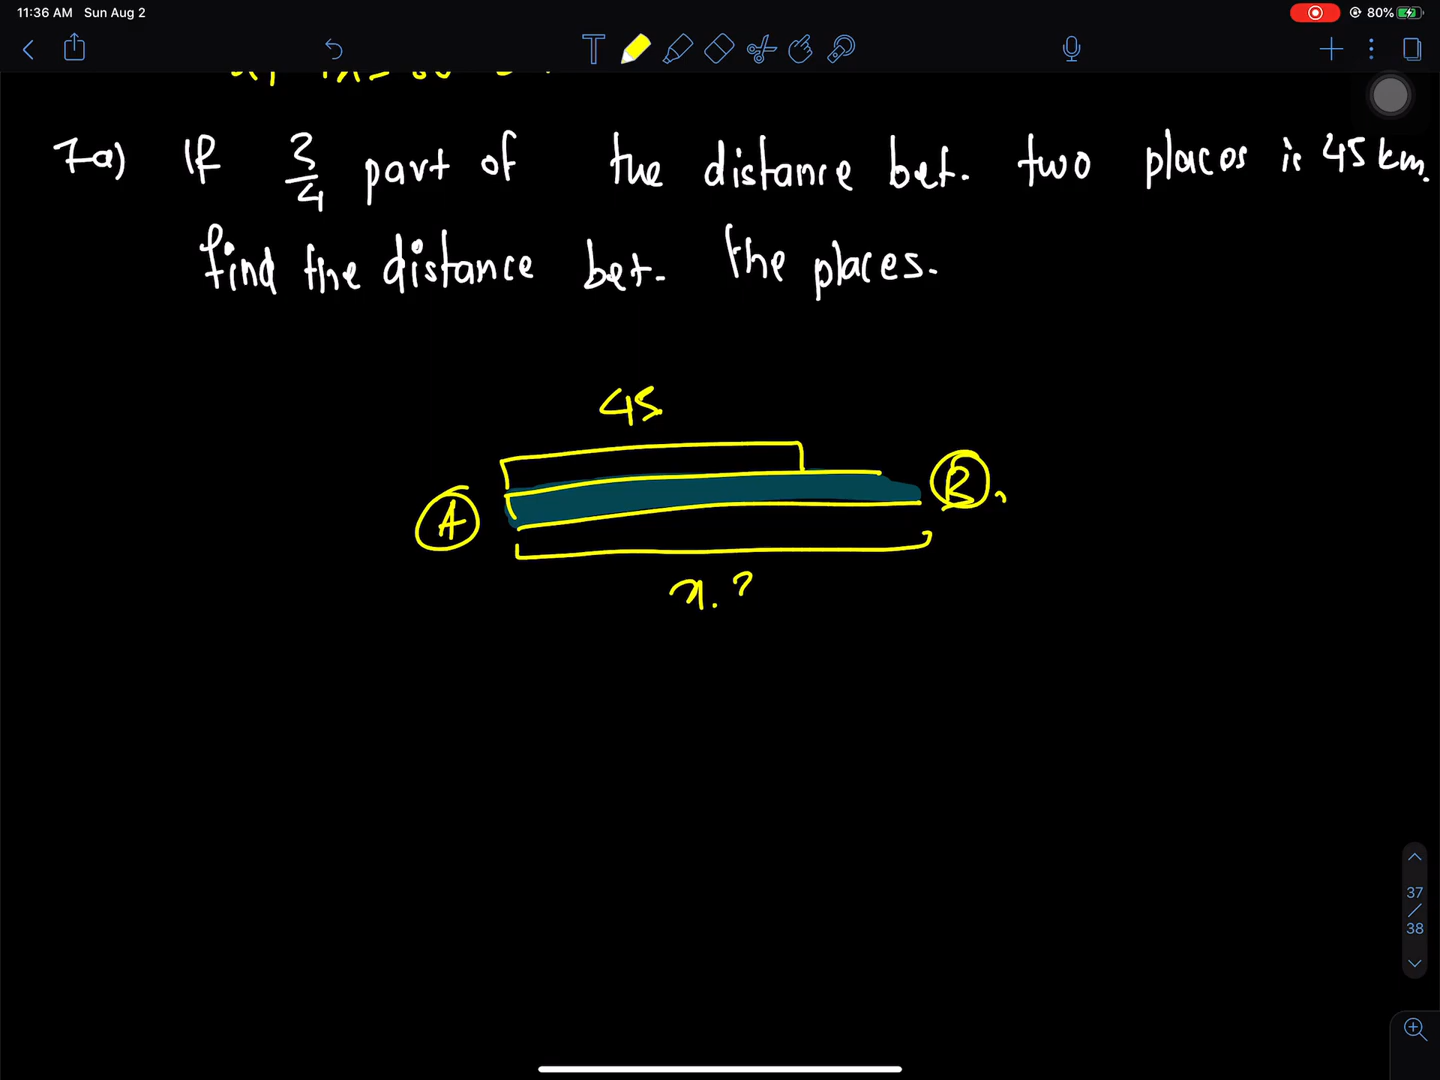 11:36 AM Sun Aug 2
80%
7a) If 3/4 part of the distance bet. two places is 45 km.
find the distance bet. the places.
45
A
B,
x. ?
37
/
38